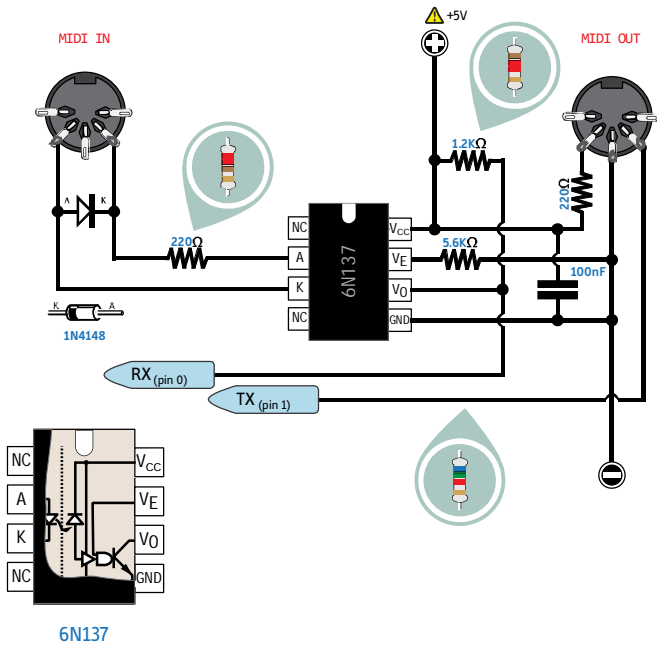 +5V
MIDI IN
MIDI OUT
1.2KΩ
220Ω
A K
NC
VCC
220Ω
5.6KΩ
A
VE
100nF
6N137
K
VO
K A
NC
GND
1N4148
RX (pin 0)
TX (pin 1)
NC
VCC
A
VE
K
VO
NC
GND
6N137